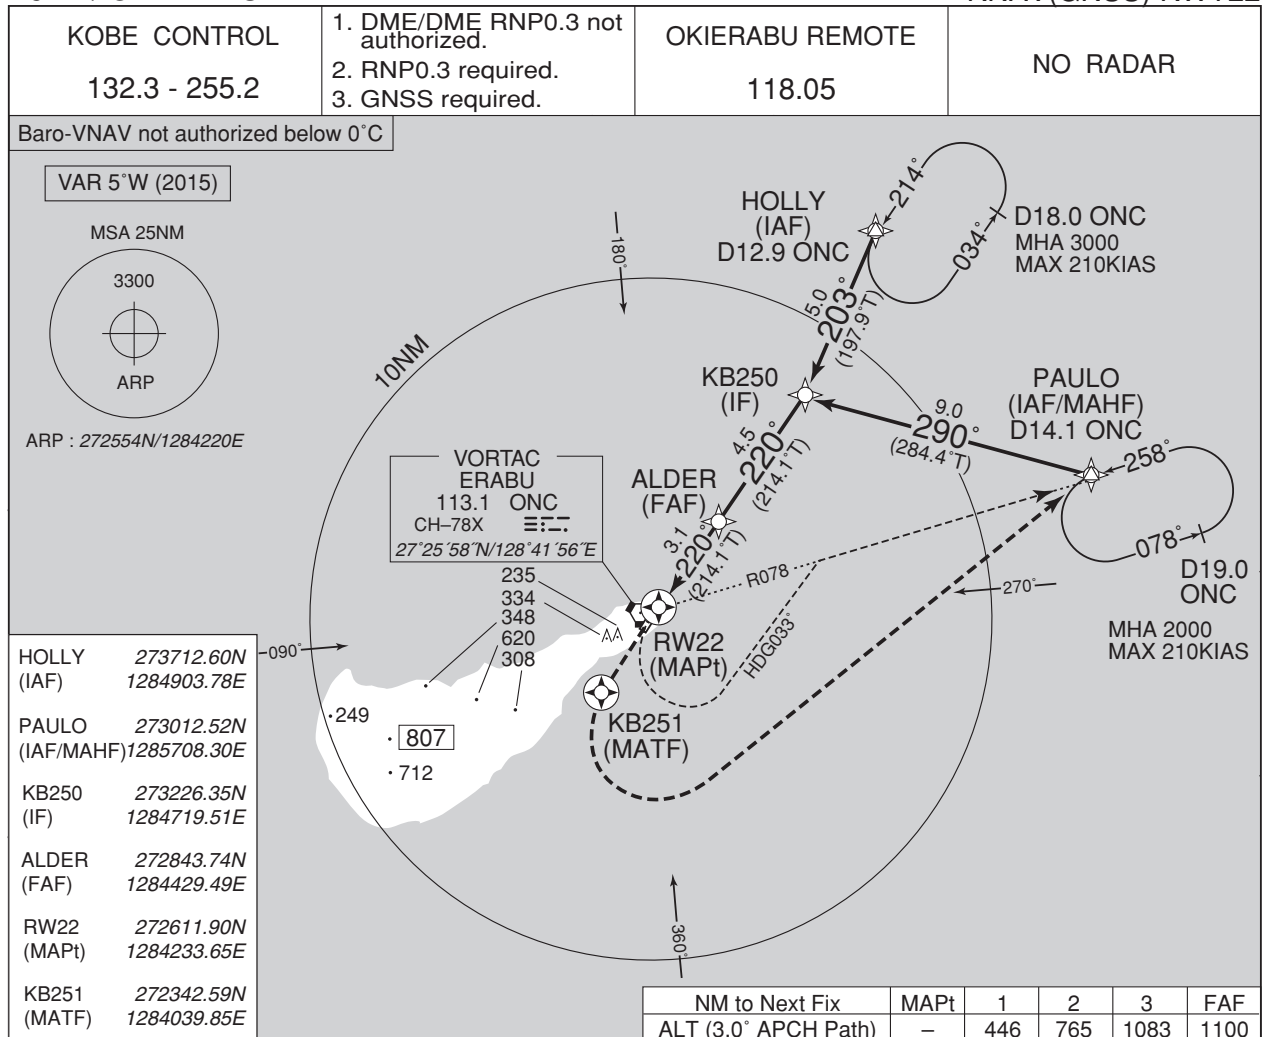 KOBE CONTROL
132.3 - 255.2
1. DME/DME RNP0.3 not
authorized.
2. RNP0.3 required.
3. GNSS required.
OKIERABU REMOTE
118.05
NO RADAR
Baro-VNAV not authorized below 0˚C
VAR 5˚W (2015)
MSA 25NM
3300
ARP
ARP : 272554N/1284220E
10NM
180˚
HOLLY
(IAF)
D12.9 ONC
214˚
034˚
D18.0 ONC
MHA 3000
MAX 210KIAS
5.0
203˚
(197.9˚T)
KB250
(IF)
PAULO
(IAF/MAHF)
D14.1 ONC
9.0
290˚
(284.4˚T)
258˚
078˚
D19.0
ONC
MHA 2000
MAX 210KIAS
4.5
220˚
(214.1˚T)
ALDER
(FAF)
3.1
220˚
(214.1˚T)
VORTAC
ERABU
113.1 ONC
CH–78X
27˚25´58˝N/128˚41´56˝E
R078
270˚
235
334
348
620
308
RW22
(MAPt)
HDG033˚
KB251
(MATF)
090˚
249
807
712
360˚
HOLLY 273712.60N
(IAF) 1284903.78E
PAULO 273012.52N
(IAF/MAHF) 1285708.30E
KB250 273226.35N
(IF) 1284719.51E
ALDER 272843.74N
(FAF) 1284429.49E
RW22 272611.90N
(MAPt) 1284233.65E
KB251 272342.59N
(MATF) 1284039.85E
NM to Next Fix MAPt 1 2 3 FAF
ALT (3.0˚ APCH Path) – 446 765 1083 1100